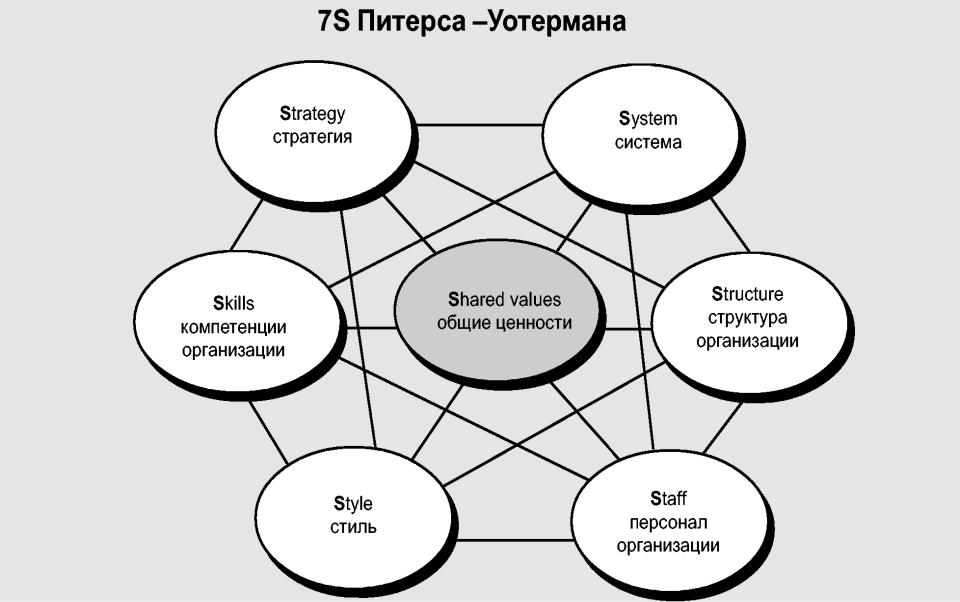 7S Питерса –Уотермана
Strategy
стратегия
System
система
Skills
компетенции
организации
Shared values
общие ценности
Structure
структура
организации
Style
стиль
Staff
персонал
организации